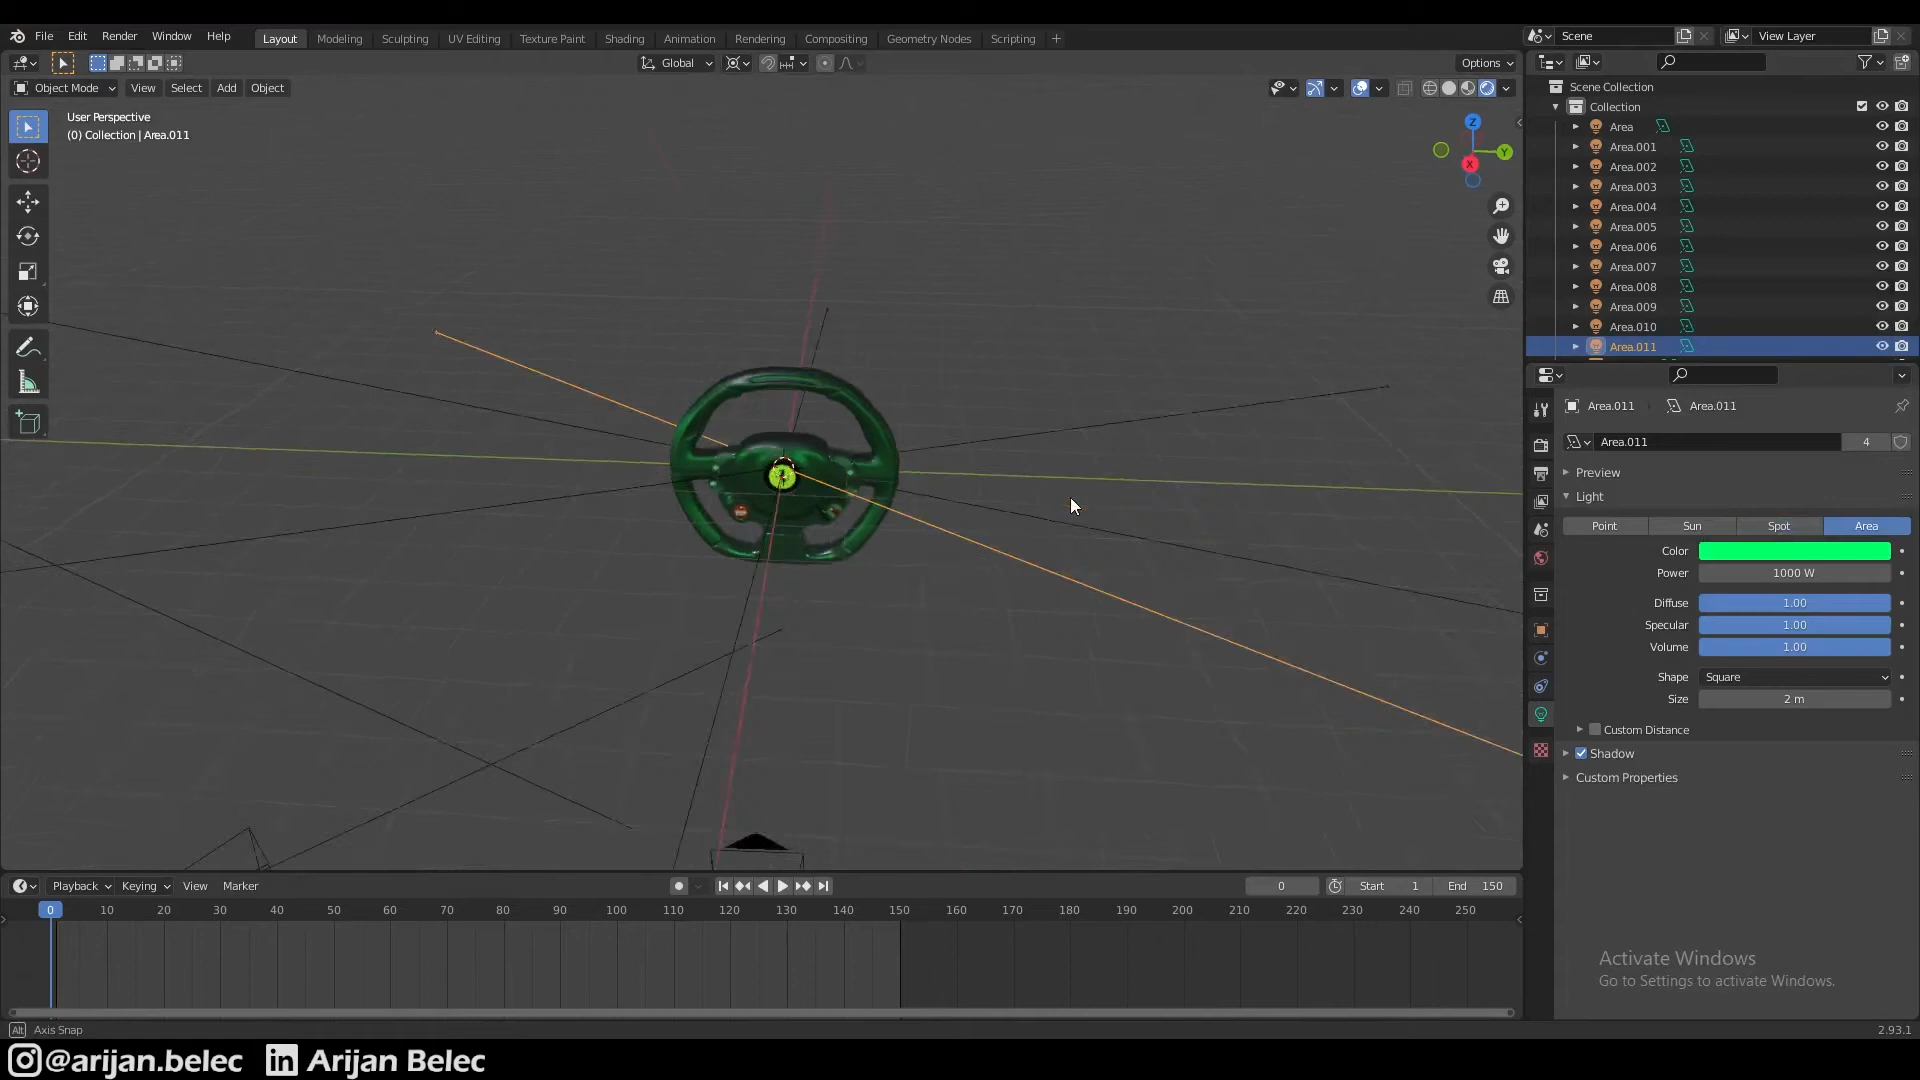 File Edit Render Window Help Layout Modeling Sculpting UV Editing Texture Paint Shading Animation Rendering Compositing Geometry Nodes Scripting + Scene View Layer
Global Options
Object Mode View Select Add Object
User Perspective
(0) Collection | Area.011
Z
Y
X
Scene Collection
Collection
Area
Area.001
Area.002
Area.003
Area.004
Area.005
Area.006
Area.007
Area.008
Area.009
Area.010
Area.011
Area.011 Area.011
Area.011 4
Preview
Light
Point Sun Spot Area
Color
Power 1000 W
Diffuse 1.00
Specular 1.00
Volume 1.00
Shape Square
Size 2 m
Custom Distance
Shadow
Custom Properties
Activate Windows
Go to Settings to activate Windows.
Playback Keying View Marker 0 Start 1 End 150
0 10 20 30 40 50 60 70 80 90 100 110 120 130 140 150 160 170 180 190 200 210 220 230 240 250
Alt Axis Snap 2.93.1
@arijan.belec in Arijan Belec